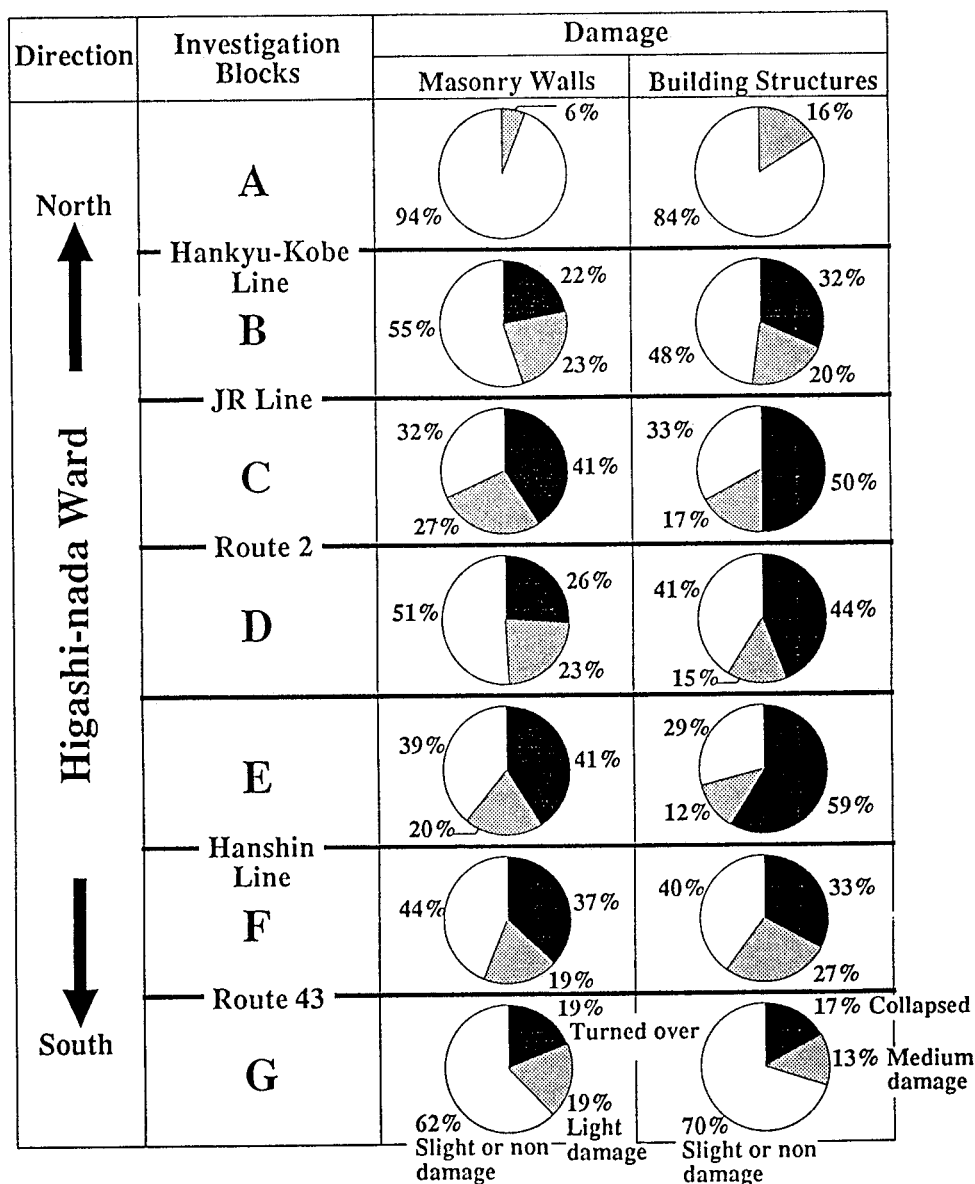 Direction
Investigation
Blocks
Damage
Masonry Walls
Building Structures
North
Higashi-nada Ward
South
A
6%
94%
16%
84%
Hankyu-Kobe
Line
B
22%
55%
23%
32%
48%
20%
JR Line
C
32%
41%
27%
33%
50%
17%
Route 2
D
26%
51%
23%
41%
44%
15%
E
39%
41%
20%
29%
59%
12%
Hanshin
Line
F
44%
37%
19%
40%
33%
27%
Route 43
G
19%
Turned over
19%
Light
damage
62%
Slight or non
damage
17% Collapsed
13% Medium
damage
70%
Slight or non
damage